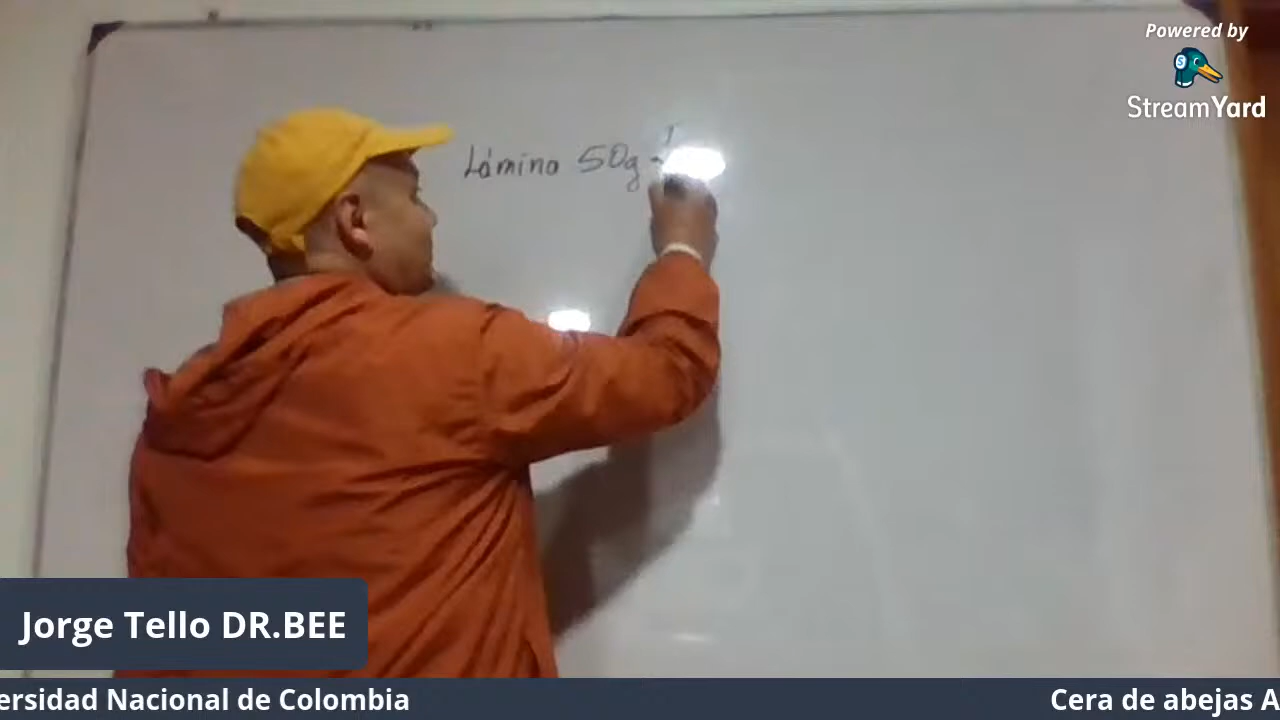 Powered by
StreamYard
Lámina 50g
Jorge Tello DR.BEE
ersidad Nacional de Colombia
Cera de abejas A